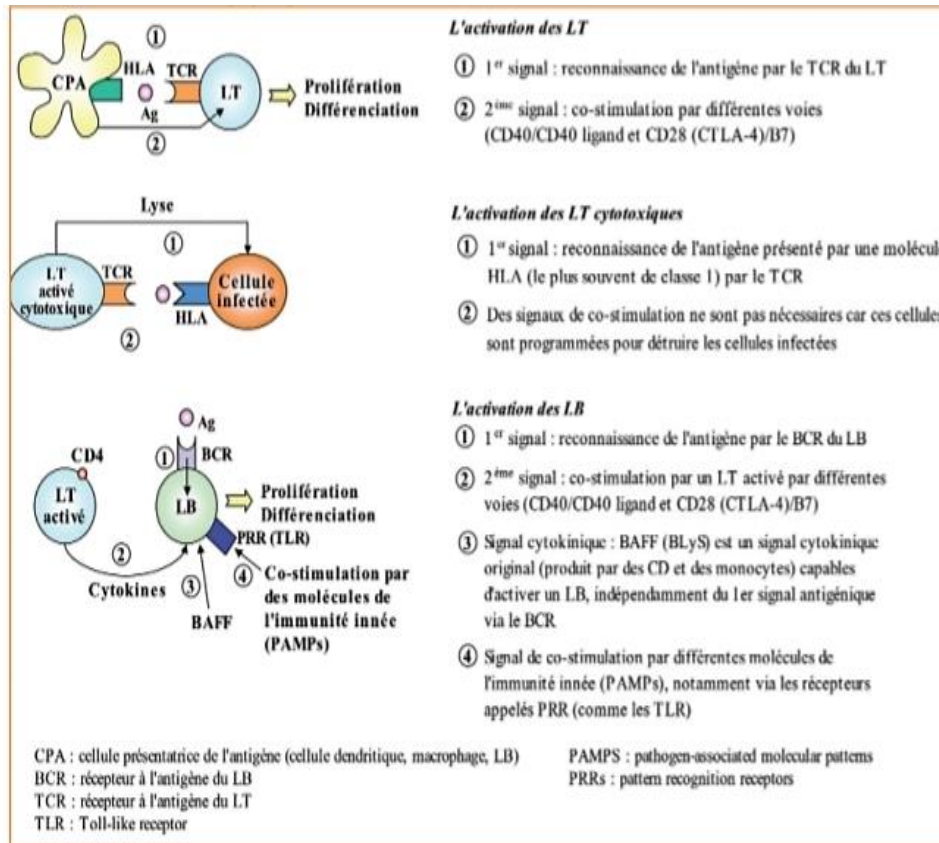 L'activation des LT
① 1er signal : reconnaissance de l'antigène par le TCR du LT
② 2ème signal : co-stimulation par différentes voies
(CD40/CD40 ligand et CD28 (CTLA-4)/B7)
①
CPA
HLA
TCR
LT
Ag
②
Prolifération
Différenciation
L'activation des LT cytotoxiques
① 1er signal : reconnaissance de l'antigène présenté par une molécul
HLA (le plus souvent de classe 1) par le TCR
② Des signaux de co-stimulation ne sont pas nécessaires car ces cellules
sont programmées pour détruire les cellules infectées
Lyse
①
LT
activé
cytotoxique
TCR
HLA
Cellule
infectée
②
L'activation des LB
① 1er signal : reconnaissance de l'antigène par le BCR du LB
② 2ème signal : co-stimulation par un LT activé par différentes
voies (CD40/CD40 ligand et CD28 (CTLA-4)/B7)
③ Signal cytokinique : BAFF (BLyS) est un signal cytokinique
original (produit par des CD et des monocytes) capables
d'activer un LB, indépendamment du 1er signal antigénique
via le BCR
④ Signal de co-stimulation par différentes molécules de
l'immunité innée (PAMPs), notamment via les récepteurs
appelés PRR (comme les TLR)
Ag
CD4
①
BCR
LT
activé
LB
Prolifération
Différenciation
PRR (TLR)
②
Cytokines
③
BAFF
④
Co-stimulation par
des molécules de
l'immunité innée
(PAMPs)
CPA : cellule présentatrice de l'antigène (cellule dendritique, macrophage, LB)
BCR : récepteur à l'antigène du LB
TCR : récepteur à l'antigène du LT
TLR : Toll-like receptor
PAMPS : pathogen-associated molecular patterns
PRRs : pattern recognition receptors